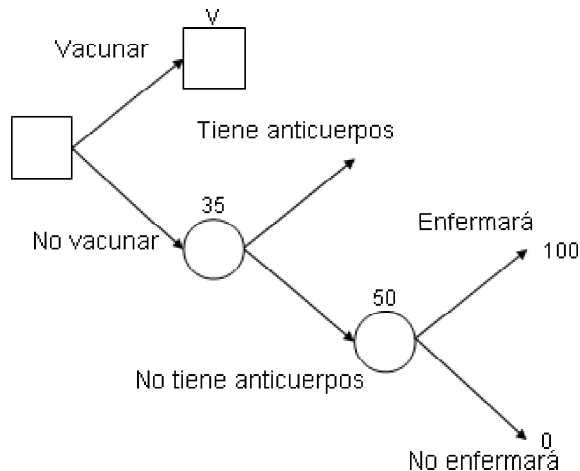 V
Vacunar
Tiene anticuerpos
35
No vacunar
Enfermará
100
50
No tiene anticuerpos
0
No enfermará